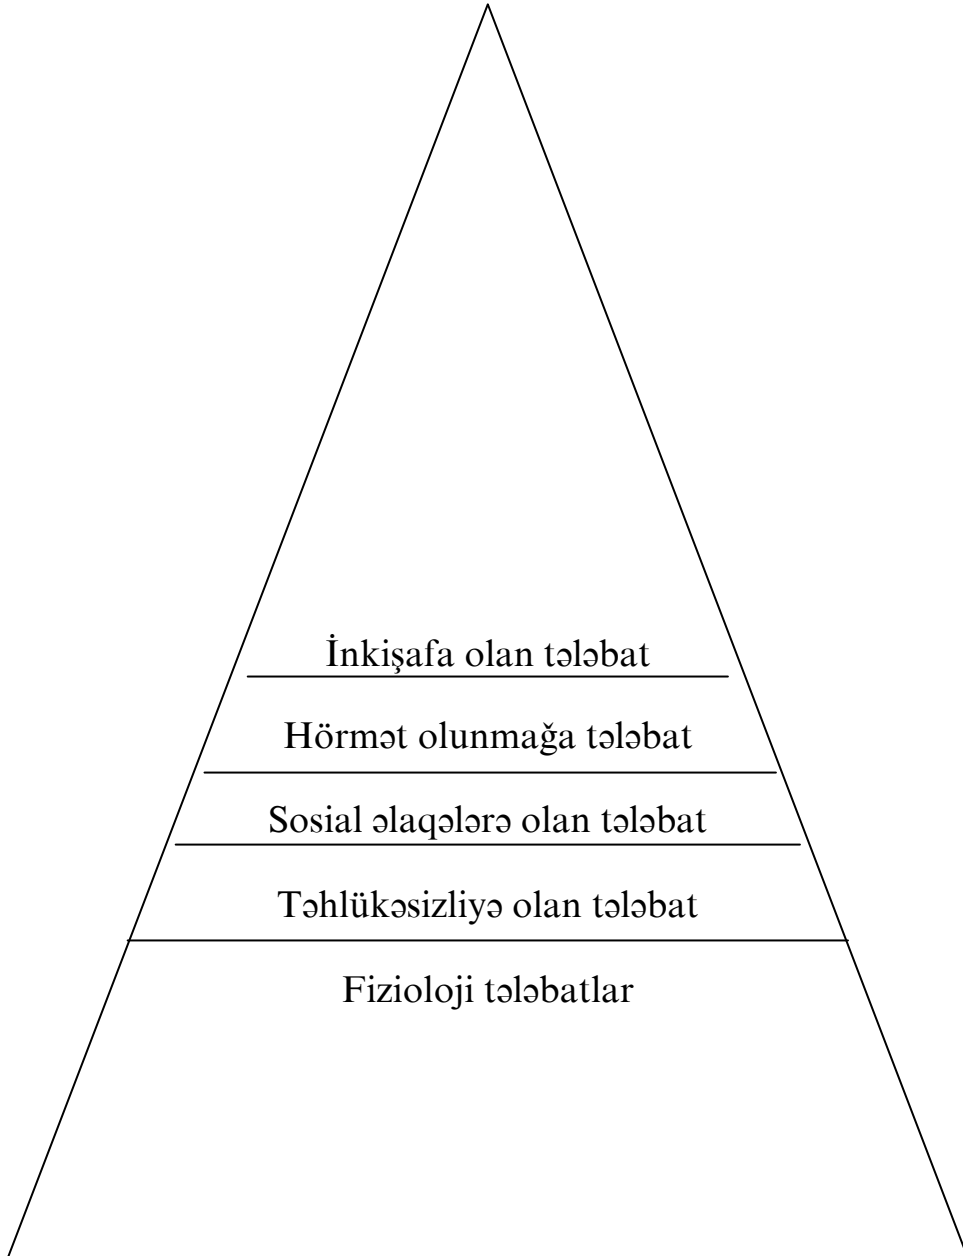 İnkişafa olan tələbat
Hörmət olunmağa tələbat
Sosial əlaqələrə olan tələbat
Təhlükəsizliyə olan tələbat
Fizioloji tələbatlar